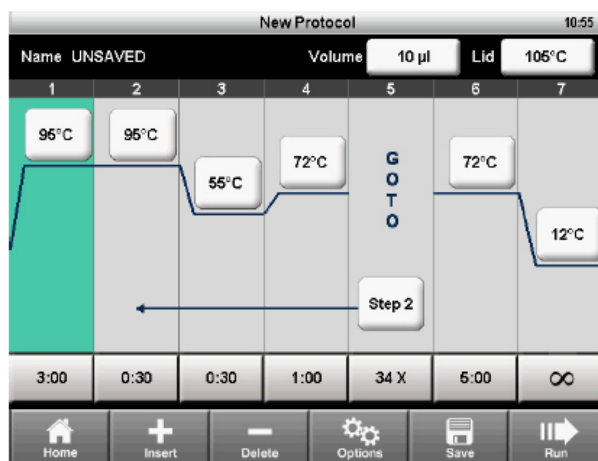 New Protocol 10:55
Name UNSAVED Volume 10 µl Lid 105°C
1 2 3 4 5 6 7
95°C 95°C 55°C 72°C GOTO 72°C 12°C
Step 2
3:00 0:30 0:30 1:00 34 X 5:00 ∞
Home Insert Delete Options Save Run